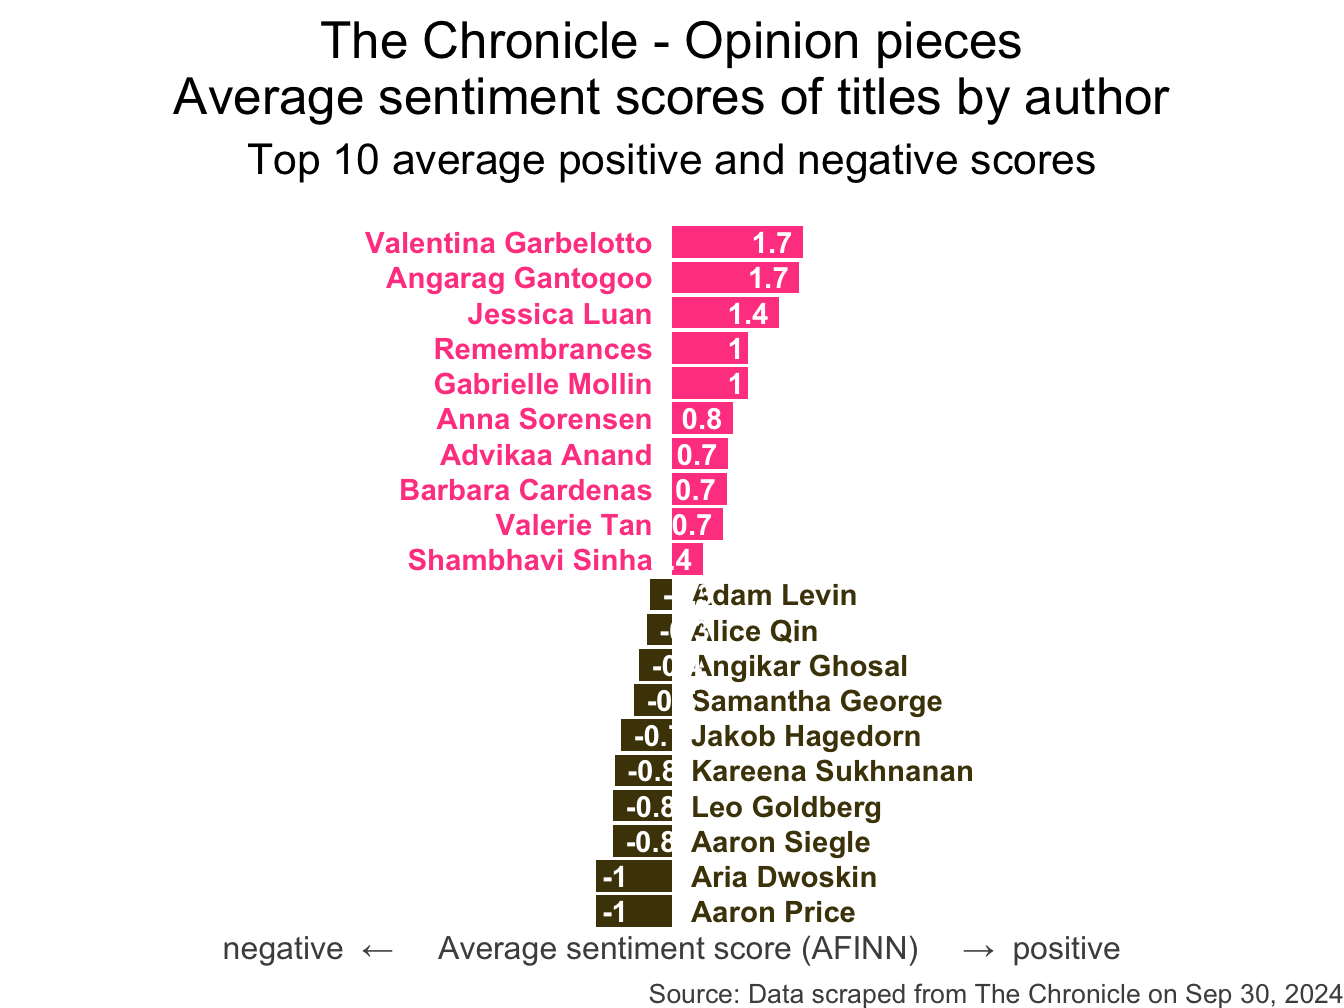 The Chronicle - Opinion pieces
Average sentiment scores of titles by author
Top 10 average positive and negative scores
Valentina Garbelotto 1.7
Angarag Gantogoo 1.7
Jessica Luan 1.4
Remembrances 1
Gabrielle Mollin 1
Anna Sorensen 0.8
Advikaa Anand 0.7
Barbara Cardenas 0.7
Valerie Tan 0.7
Shambhavi Sinha .4
Adam Levin
Alice Qin
Angikar Ghosal
Samantha George
Jakob Hagedorn
-0.8 Kareena Sukhnanan
-0.8 Leo Goldberg
-0.8 Aaron Siegle
-1 Aria Dwoskin
-1 Aaron Price
negative ← Average sentiment score (AFINN) → positive
Source: Data scraped from The Chronicle on Sep 30, 2024